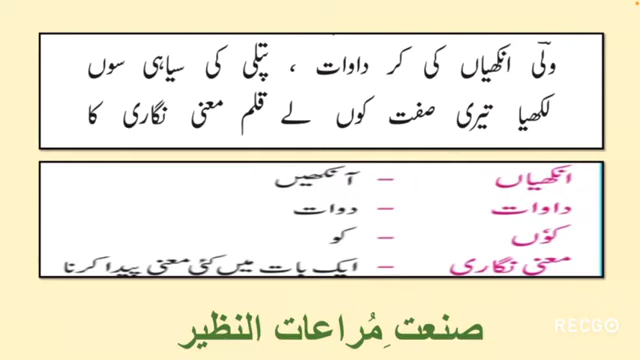 ولیؔ انکھیاں کی کر داوات ، پتلی کی سیاہی سوں
لکھیا تیری صفت کوں لے قلم معنی نگاری کا
انکھیاں – آنکھیں
داوات – دوات
کوٗں – کو
معنی نگاری – ایک بات میں کئی معنی پیدا کرنا
صنعت ِمُراعات النظیر
RECGO